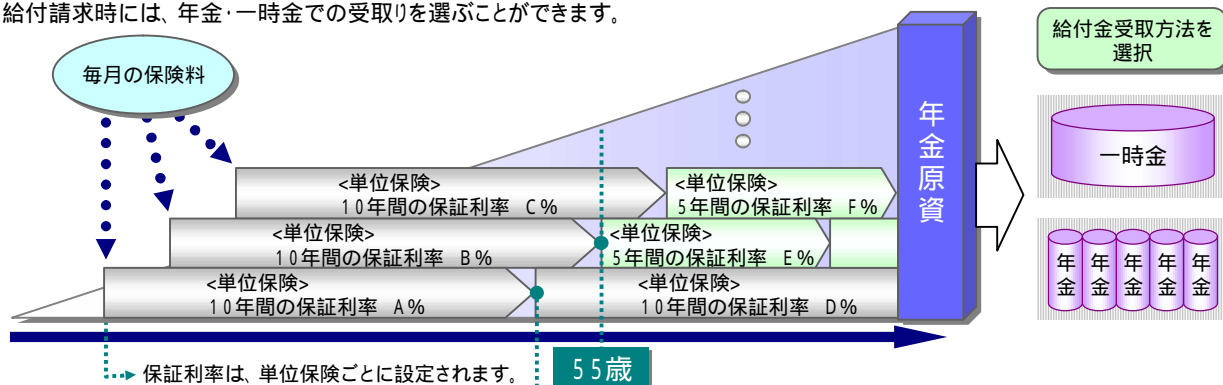 給付請求時には、年金・一時金での受取りを選ぶことができます。
毎月の保険料
給付金受取方法を
選択
年金原資
一時金
<単位保険>
10年間の保証利率 C%
<単位保険>
5年間の保証利率 F%
<単位保険>
10年間の保証利率 B%
<単位保険>
5年間の保証利率 E%
<単位保険>
10年間の保証利率 A%
<単位保険>
10年間の保証利率 D%
年金
年金
年金
年金
年金
保証利率は、単位保険ごとに設定されます。
55歳